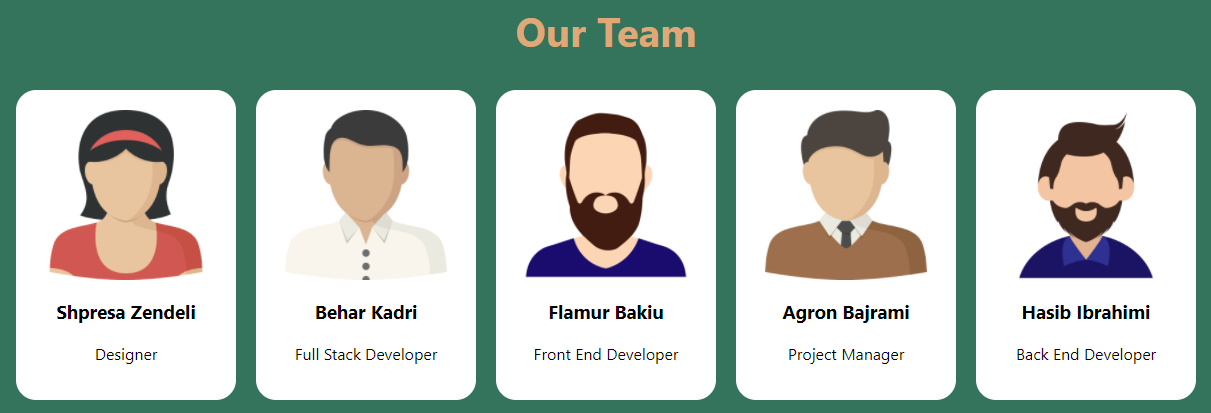 Our Team
Shpresa Zendeli
Designer
Behar Kadri
Full Stack Developer
Flamur Bakiu
Front End Developer
Agron Bajrami
Project Manager
Hasib Ibrahimi
Back End Developer